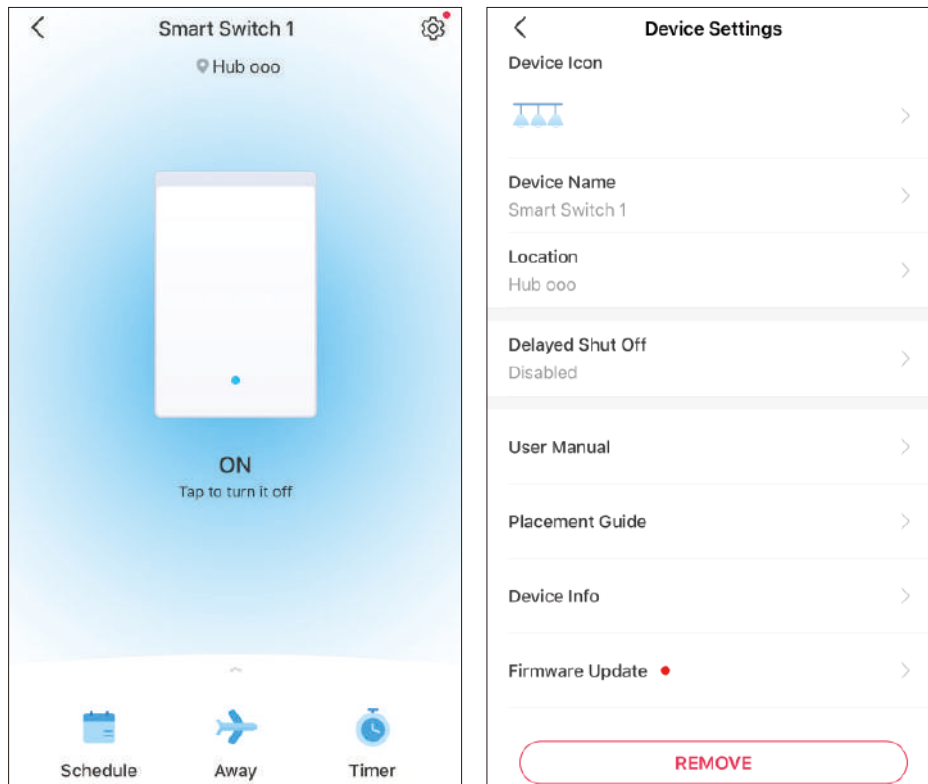 Smart Switch 1
Hub ooo
ON
Tap to turn it off
Schedule
Away
Timer
Device Settings
Device Icon
Device Name
Smart Switch 1
Location
Hub ooo
Delayed Shut Off
Disabled
User Manual
Placement Guide
Device Info
Firmware Update
REMOVE